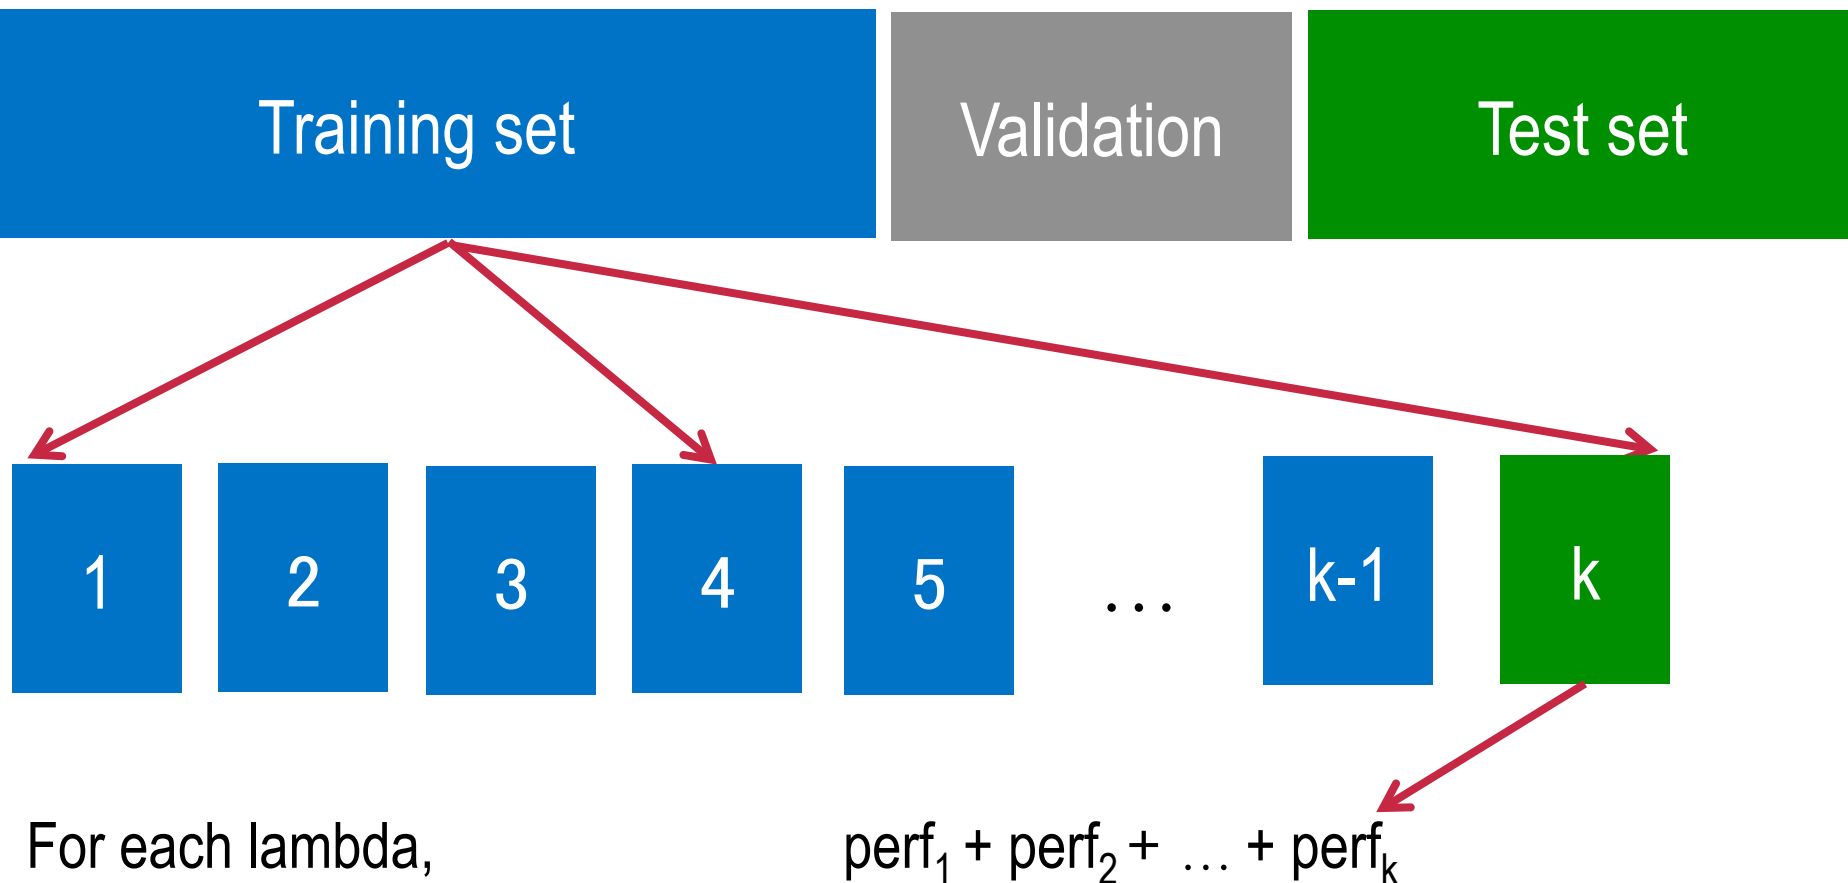 Training set Validation Test set
1 2 3 4 5 … k-1 k
For each lambda, perf₁ + perf₂ + … + perfₖ